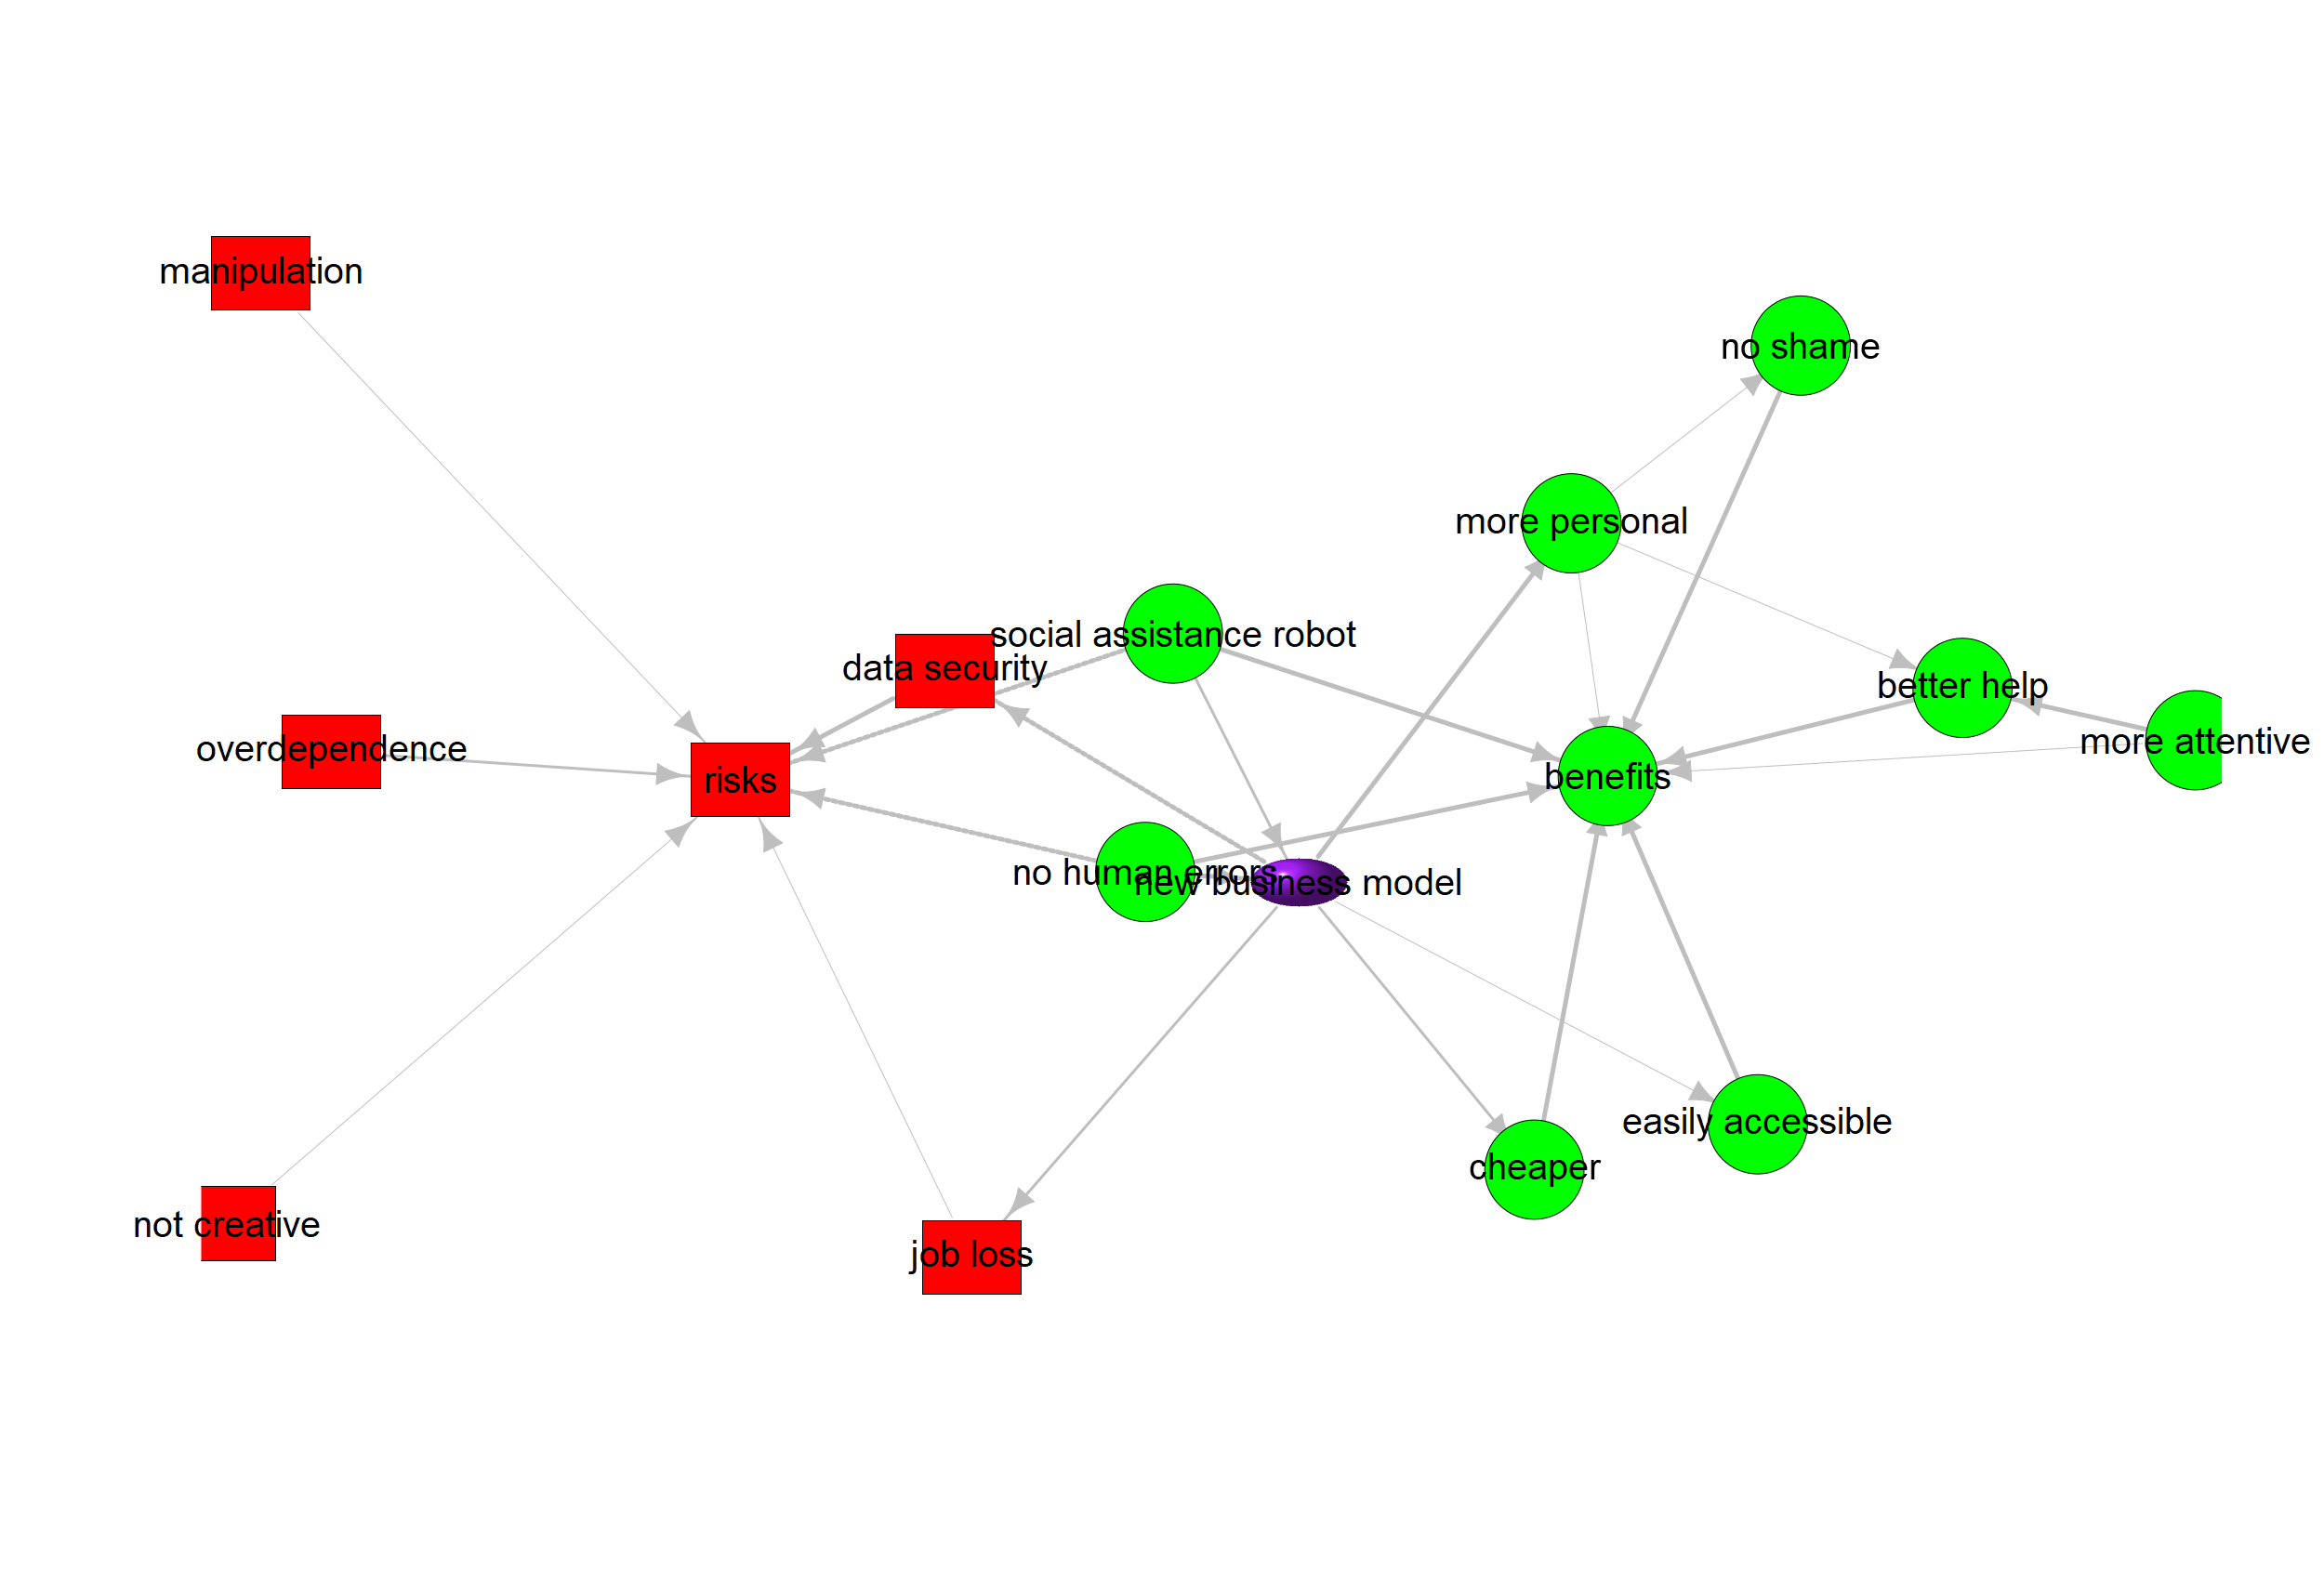 manipulation
no shame
more personal
social assistance robot
data security
better help
more attentive
overdependence
risks
benefits
no human errors
new business model
easily accessible
cheaper
not creative
job loss